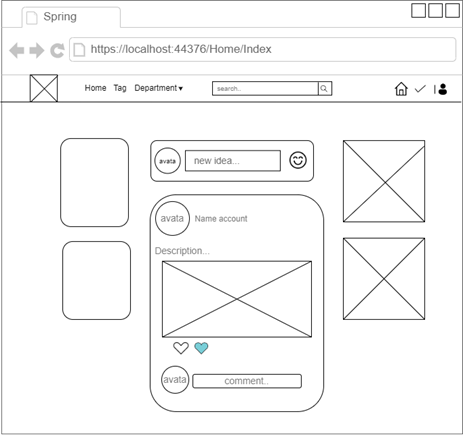 Spring
https://localhost:44376/Home/Index
Home Tag Department
search..
avata new idea...
avata Name account
Description...
avata comment..